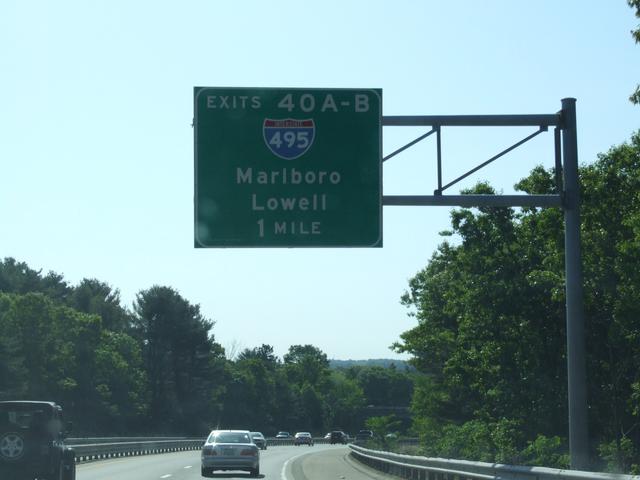 EXITS 40A-B
INTERSTATE
495
Marlboro
Lowell
1 MILE